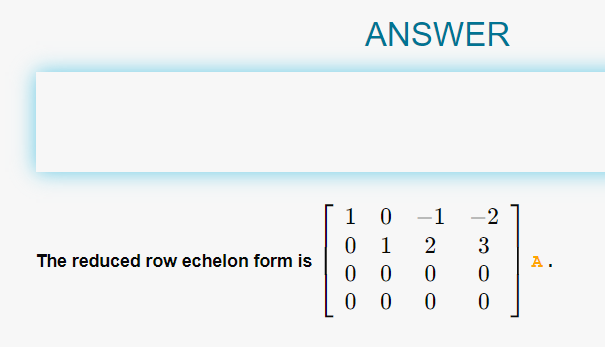 ANSWER
The reduced row echelon form is
1 0 −1 −2
0 1 2 3
0 0 0 0
0 0 0 0
A.